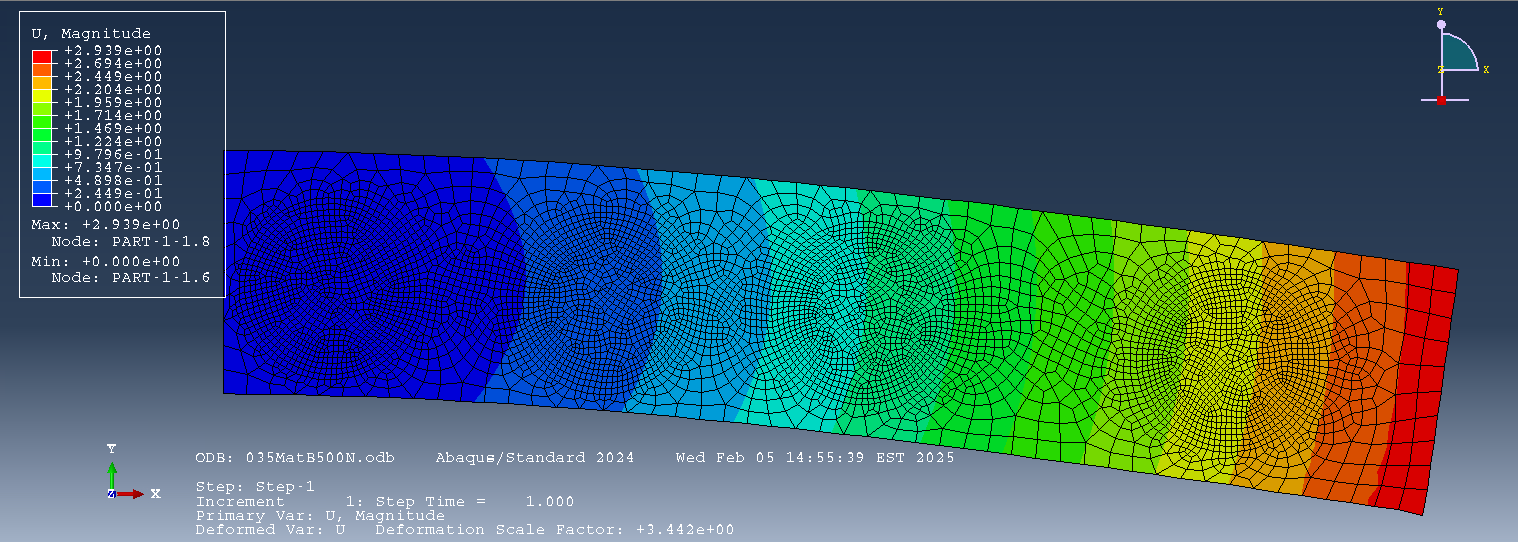 U, Magnitude
+2.939e+00
+2.694e+00
+2.449e+00
+2.204e+00
+1.959e+00
+1.714e+00
+1.469e+00
+1.224e+00
+9.796e-01
+7.347e-01
+4.898e-01
+2.449e-01
+0.000e+00
Max: +2.939e+00
Node: PART-1-1.8
Min: +0.000e+00
Node: PART-1-1.6
Y
Z
X
Y
Z
X
ODB: 035MatB500N.odb Abaqus/Standard 2024 Wed Feb 05 14:55:39 EST 2025
Step: Step-1
Increment 1: Step Time = 1.000
Primary Var: U, Magnitude
Deformed Var: U Deformation Scale Factor: +3.442e+00